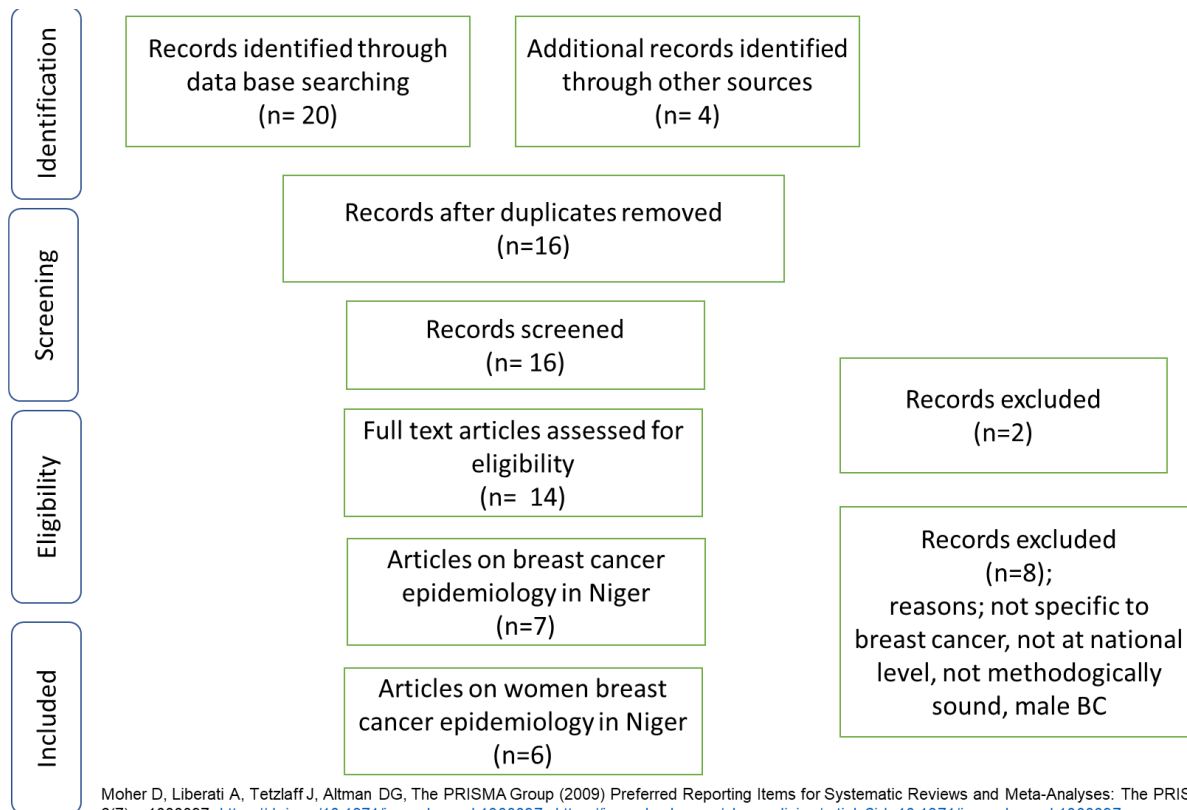 Identification
Records identified through
data base searching
(n= 20)
Additional records identified
through other sources
(n= 4)
Screening
Records after duplicates removed
(n=16)
Records screened
(n= 16)
Records excluded
(n=2)
Eligibility
Full text articles assessed for
eligibility
(n= 14)
Articles on breast cancer
epidemiology in Niger
(n=7)
Records excluded
(n=8);
reasons; not specific to
breast cancer, not at national
level, not methodologically
sound, male BC
Included
Articles on women breast
cancer epidemiology in Niger
(n=6)
Moher D, Liberati A, Tetzlaff J, Altman DG, The PRISMA Group (2009) Preferred Reporting Items for Systematic Reviews and Meta-Analyses: The PRIS